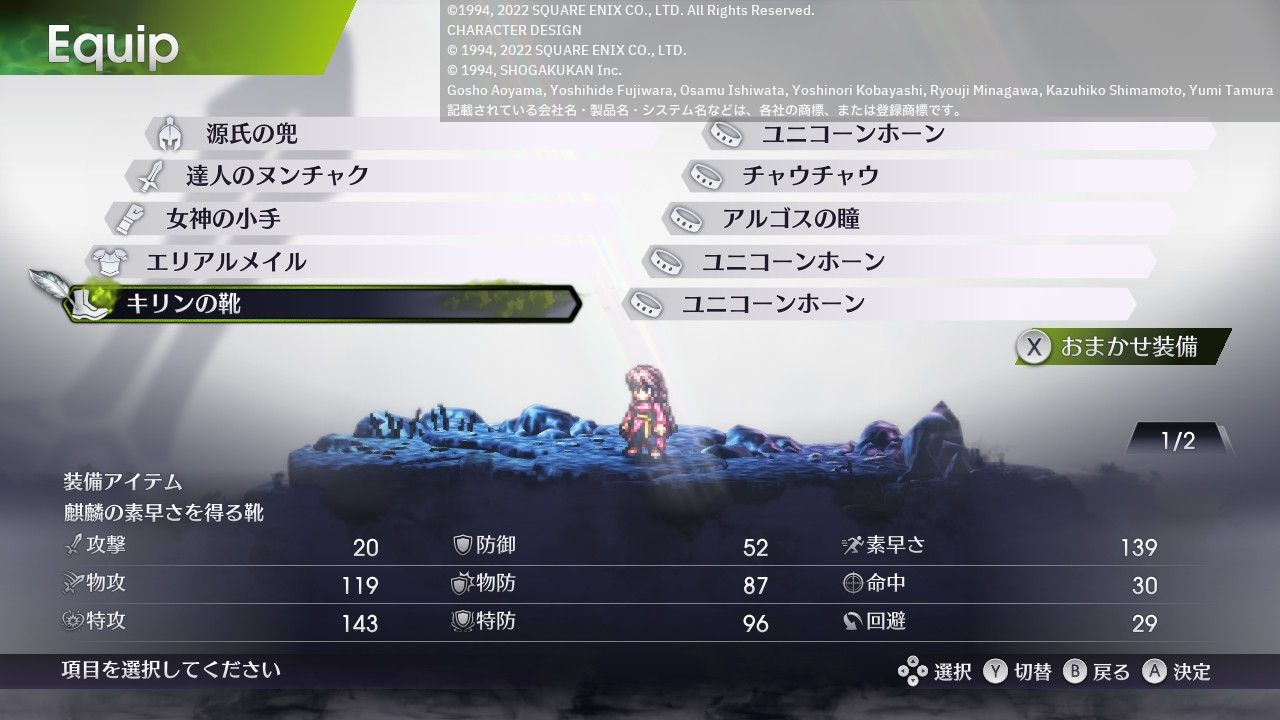 Equip
©1994, 2022 SQUARE ENIX CO., LTD. All Rights Reserved.
CHARACTER DESIGN
© 1994, 2022 SQUARE ENIX CO., LTD.
© 1994, SHOGAKUKAN Inc.
Gosho Aoyama, Yoshihide Fujiwara, Osamu Ishiwata, Yoshinori Kobayashi, Ryouji Minagawa, Kazuhiko Shimamoto, Yumi Tamura
記載されている会社名・製品名・システム名などは、各社の商標、または登録商標です。
源氏の兜 ユニコーンホーン
達人のヌンチャク チャウチャウ
女神の小手 アルゴスの瞳
エリアルメイル ユニコーンホーン
キリンの靴 ユニコーンホーン
X おまかせ装備
1/2
装備アイテム
麒麟の素早さを得る靴
攻撃 20 防御 52 素早さ 139
物攻 119 物防 87 命中 30
特攻 143 特防 96 回避 29
項目を選択してください 選択 Y 切替 B 戻る A 決定